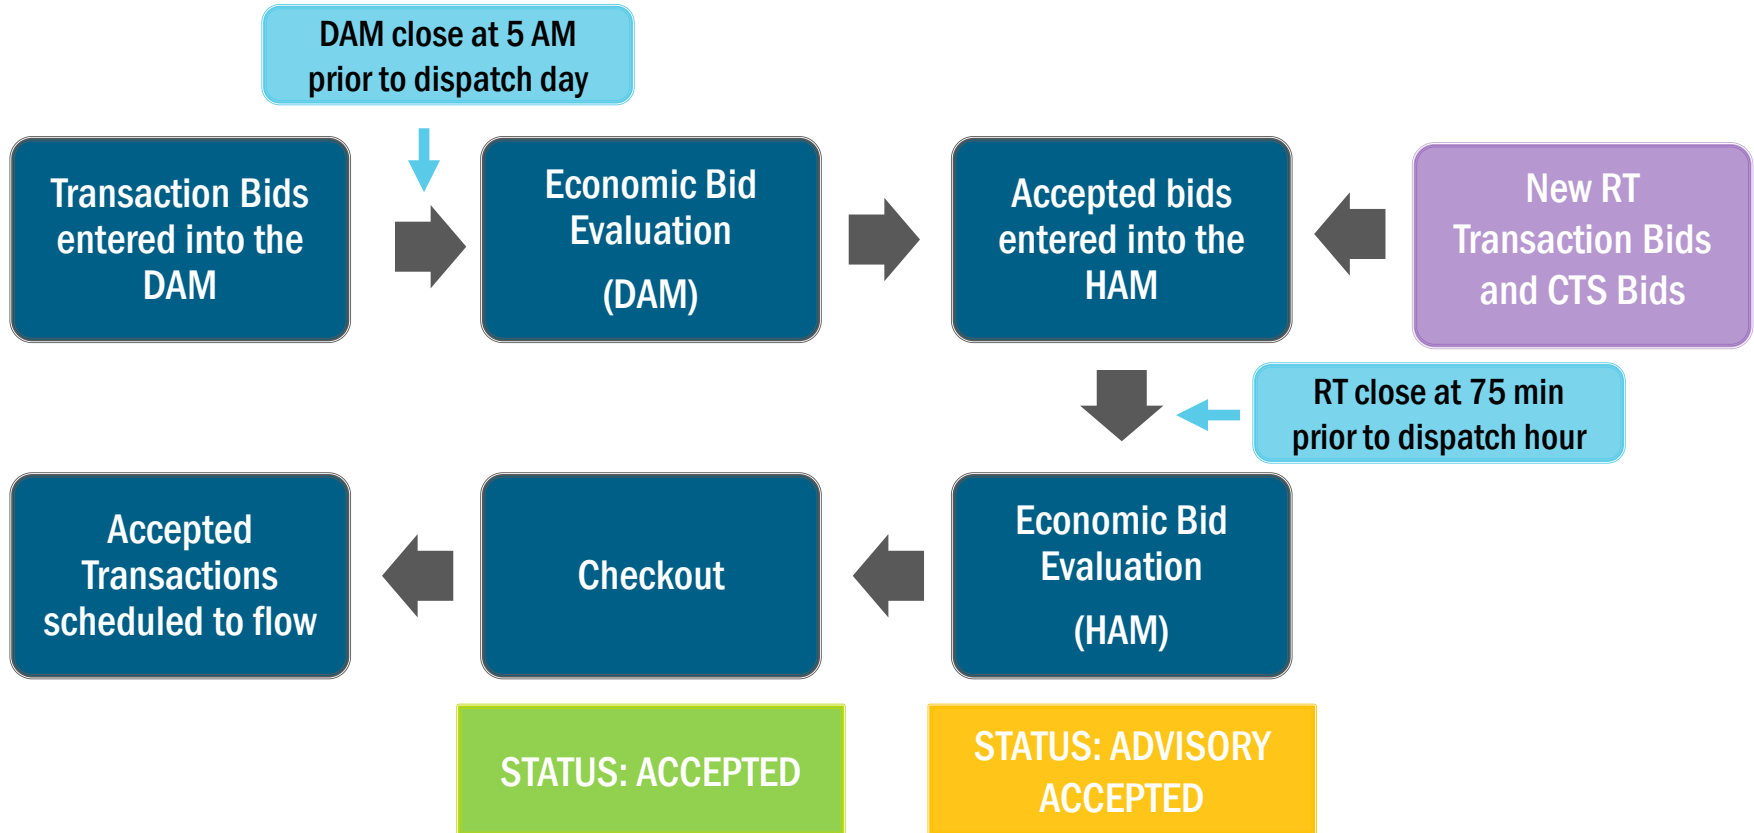 DAM close at 5 AM
prior to dispatch day
Transaction Bids
entered into the
DAM
Economic Bid
Evaluation
(DAM)
Accepted bids
entered into the
HAM
New RT
Transaction Bids
and CTS Bids
RT close at 75 min
prior to dispatch hour
Economic Bid
Evaluation
(HAM)
Checkout
Accepted
Transactions
scheduled to flow
STATUS: ADVISORY
ACCEPTED
STATUS: ACCEPTED